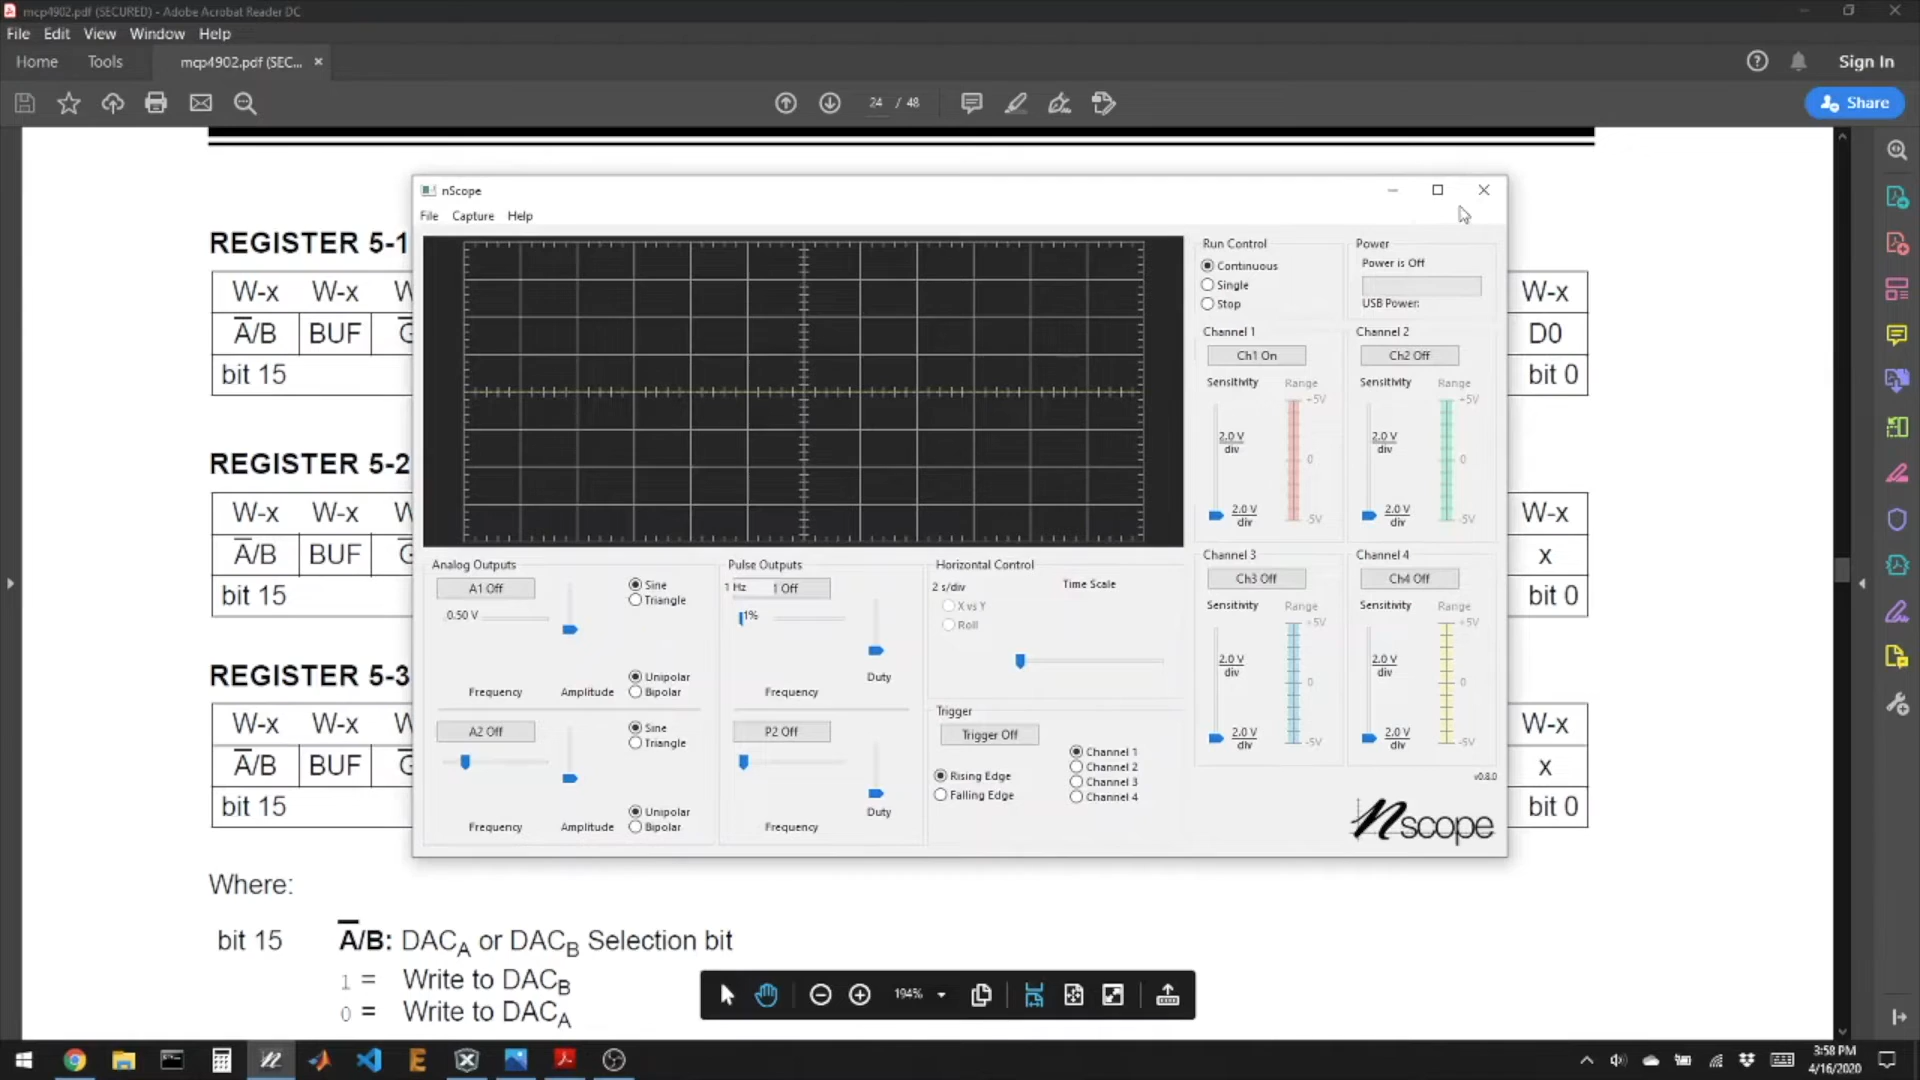 mcp4902.pdf (SECURED) - Adobe Acrobat Reader DC
File Edit View Window Help
Home Tools mcp4902.pdf (SEC... × Sign In
24 / 48 Share
REGISTER 5-1
W-x W-x W W-x
A̅/B BUF G̅ D0
bit 15 bit 0
REGISTER 5-2
W-x W-x W W-x
A̅/B BUF G̅ x
bit 15 bit 0
REGISTER 5-3
W-x W-x W W-x
A̅/B BUF G̅ x
bit 15 bit 0
Where:
bit 15 A̅/B: DACA or DACB Selection bit
1 = Write to DACB
0 = Write to DACA
nScope
File Capture Help
Run Control
Continuous
Single
Stop
Power
Power is Off
USB Power:
Channel 1
Ch1 On
Sensitivity Range
+5V
2.0 V
div
0
2.0 V
div
-5V
Channel 2
Ch2 Off
Sensitivity Range
+5V
2.0 V
div
0
2.0 V
div
-5V
Channel 3
Ch3 Off
Sensitivity Range
+5V
2.0 V
div
0
2.0 V
div
-5V
Channel 4
Ch4 Off
Sensitivity Range
+5V
2.0 V
div
0
2.0 V
div
-5V
v0.8.0
nscope
Analog Outputs
A1 Off
0.50 V
Sine
Triangle
Unipolar
Bipolar
Frequency Amplitude
A2 Off
Sine
Triangle
Unipolar
Bipolar
Frequency Amplitude
Pulse Outputs
1 Hz 1 Off
1%
Duty
Frequency
P2 Off
Duty
Frequency
Horizontal Control
2 s/div Time Scale
X vs Y
Roll
Trigger
Trigger Off
Rising Edge
Falling Edge
Channel 1
Channel 2
Channel 3
Channel 4
194%
3:58 PM
4/16/2020